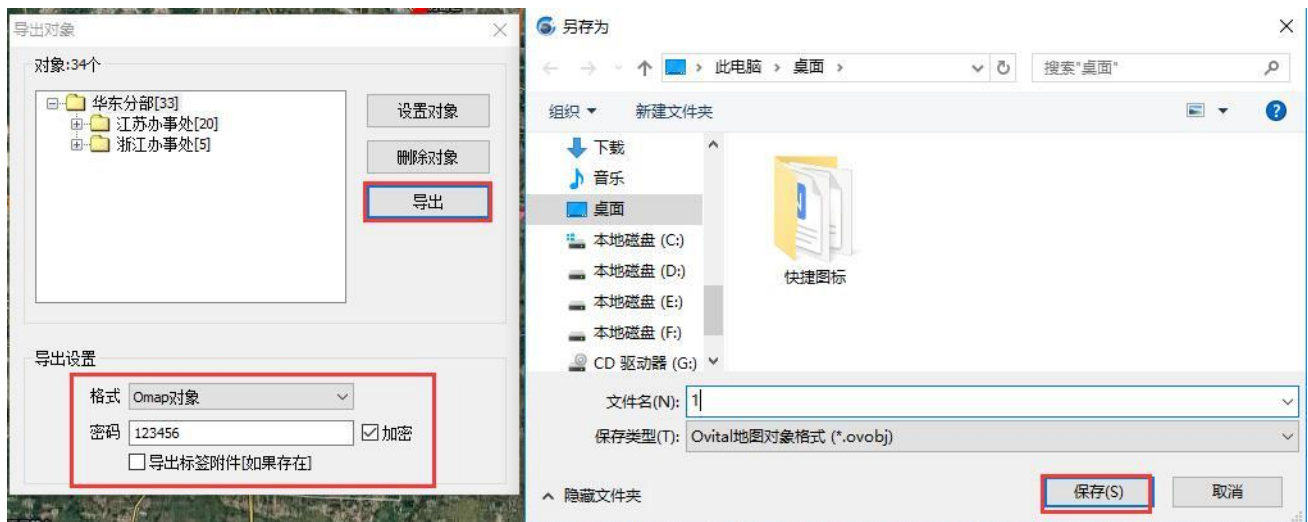 导出对象
对象:34个
华东分部[33]
江苏办事处[20]
浙江办事处[5]
设置对象
删除对象
导出
导出设置
格式 Omap对象
密码 123456 加密
导出标签附件[如果存在]
另存为
此电脑 › 桌面 ›
搜索"桌面"
组织 新建文件夹
下载
音乐
桌面
本地磁盘 (C:)
本地磁盘 (D:)
本地磁盘 (E:)
本地磁盘 (F:)
CD 驱动器 (G:)
快捷图标
文件名(N): 1
保存类型(T): Ovital地图对象格式 (*.ovobj)
隐藏文件夹
保存(S) 取消